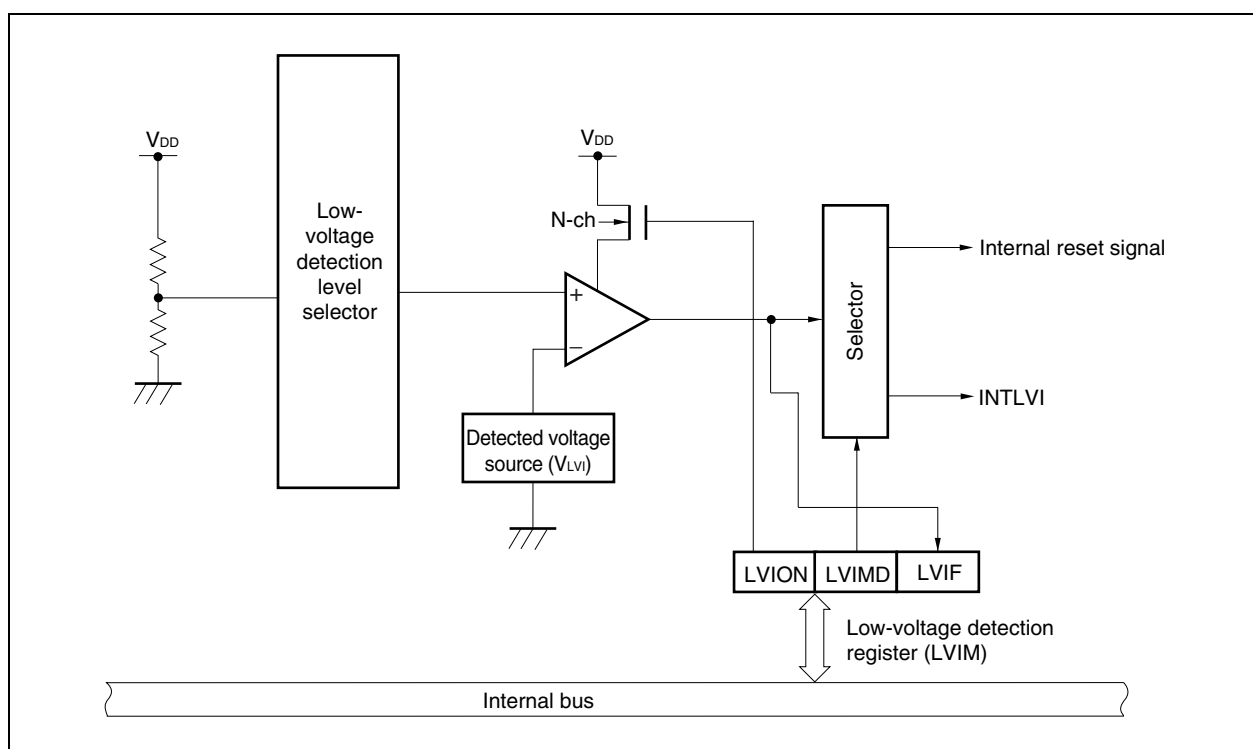 VDD
Low-
voltage
detection
level
selector
VDD
N-ch
+
−
Detected voltage
source (VLVI)
Selector
Internal reset signal
INTLVI
LVION
LVIMD
LVIF
Low-voltage detection
register (LVIM)
Internal bus